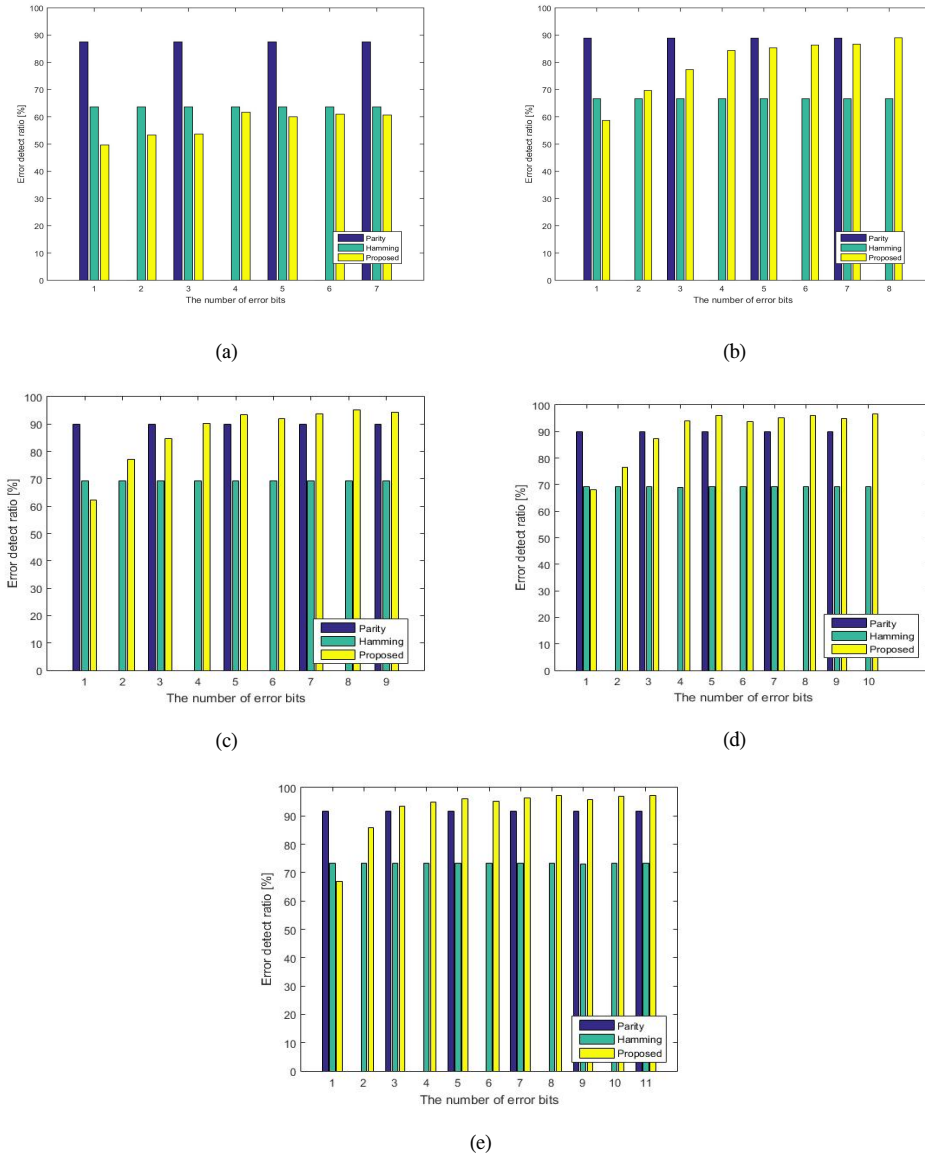 100
90
80
70
60
50
40
30
20
10
0
Error detect ratio [%]
Parity
Hamming
Proposed
1 2 3 4 5 6 7
The number of error bits
(a)
100
90
80
70
60
50
40
30
20
10
0
Error detect ratio [%]
Parity
Hamming
Proposed
1 2 3 4 5 6 7 8
The number of error bits
(b)
100
90
80
70
60
50
40
30
20
10
0
Error detect ratio [%]
Parity
Hamming
Proposed
1 2 3 4 5 6 7 8 9
The number of error bits
(c)
100
90
80
70
60
50
40
30
20
10
0
Error detect ratio [%]
Parity
Hamming
Proposed
1 2 3 4 5 6 7 8 9 10
The number of error bits
(d)
100
90
80
70
60
50
40
30
20
10
0
Error detect ratio [%]
Parity
Hamming
Proposed
1 2 3 4 5 6 7 8 9 10 11
The number of error bits
(e)